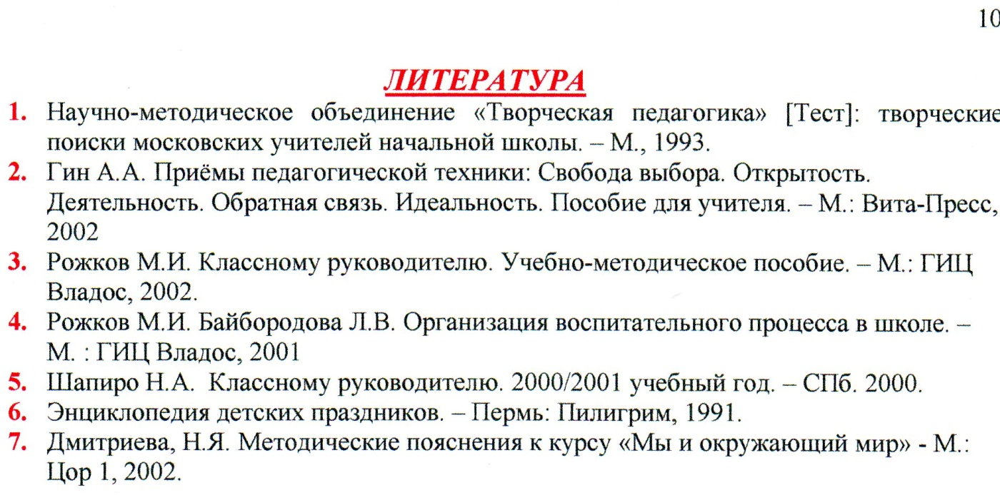 10
ЛИТЕРАТУРА
1. Научно-методическое объединение «Творческая педагогика» [Тест]: творческие
поиски московских учителей начальной школы. – М., 1993.
2. Гин А.А. Приёмы педагогической техники: Свобода выбора. Открытость.
Деятельность. Обратная связь. Идеальность. Пособие для учителя. – М.: Вита-Пресс,
2002
3. Рожков М.И. Классному руководителю. Учебно-методическое пособие. – М.: ГИЦ
Владос, 2002.
4. Рожков М.И. Байбородова Л.В. Организация воспитательного процесса в школе. –
М. : ГИЦ Владос, 2001
5. Шапиро Н.А. Классному руководителю. 2000/2001 учебный год. – СПб. 2000.
6. Энциклопедия детских праздников. – Пермь: Пилигрим, 1991.
7. Дмитриева, Н.Я. Методические пояснения к курсу «Мы и окружающий мир» - М.:
Цор 1, 2002.